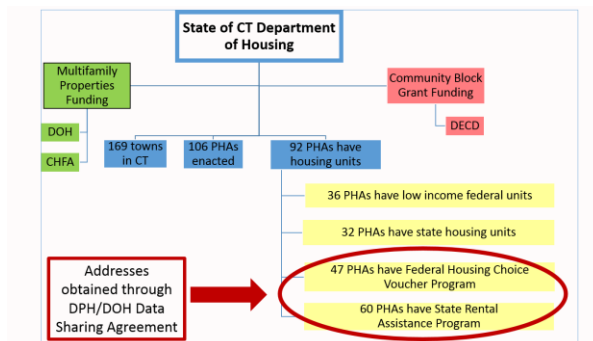 State of CT Department
of Housing
Multifamily
Properties
Funding
Community Block
Grant Funding
DOH
CHFA
DECD
169 towns
in CT
106 PHAs
enacted
92 PHAs have
housing units
36 PHAs have low income federal units
32 PHAs have state housing units
47 PHAs have Federal Housing Choice
Voucher Program
60 PHAs have State Rental
Assistance Program
Addresses
obtained through
DPH/DOH Data
Sharing Agreement